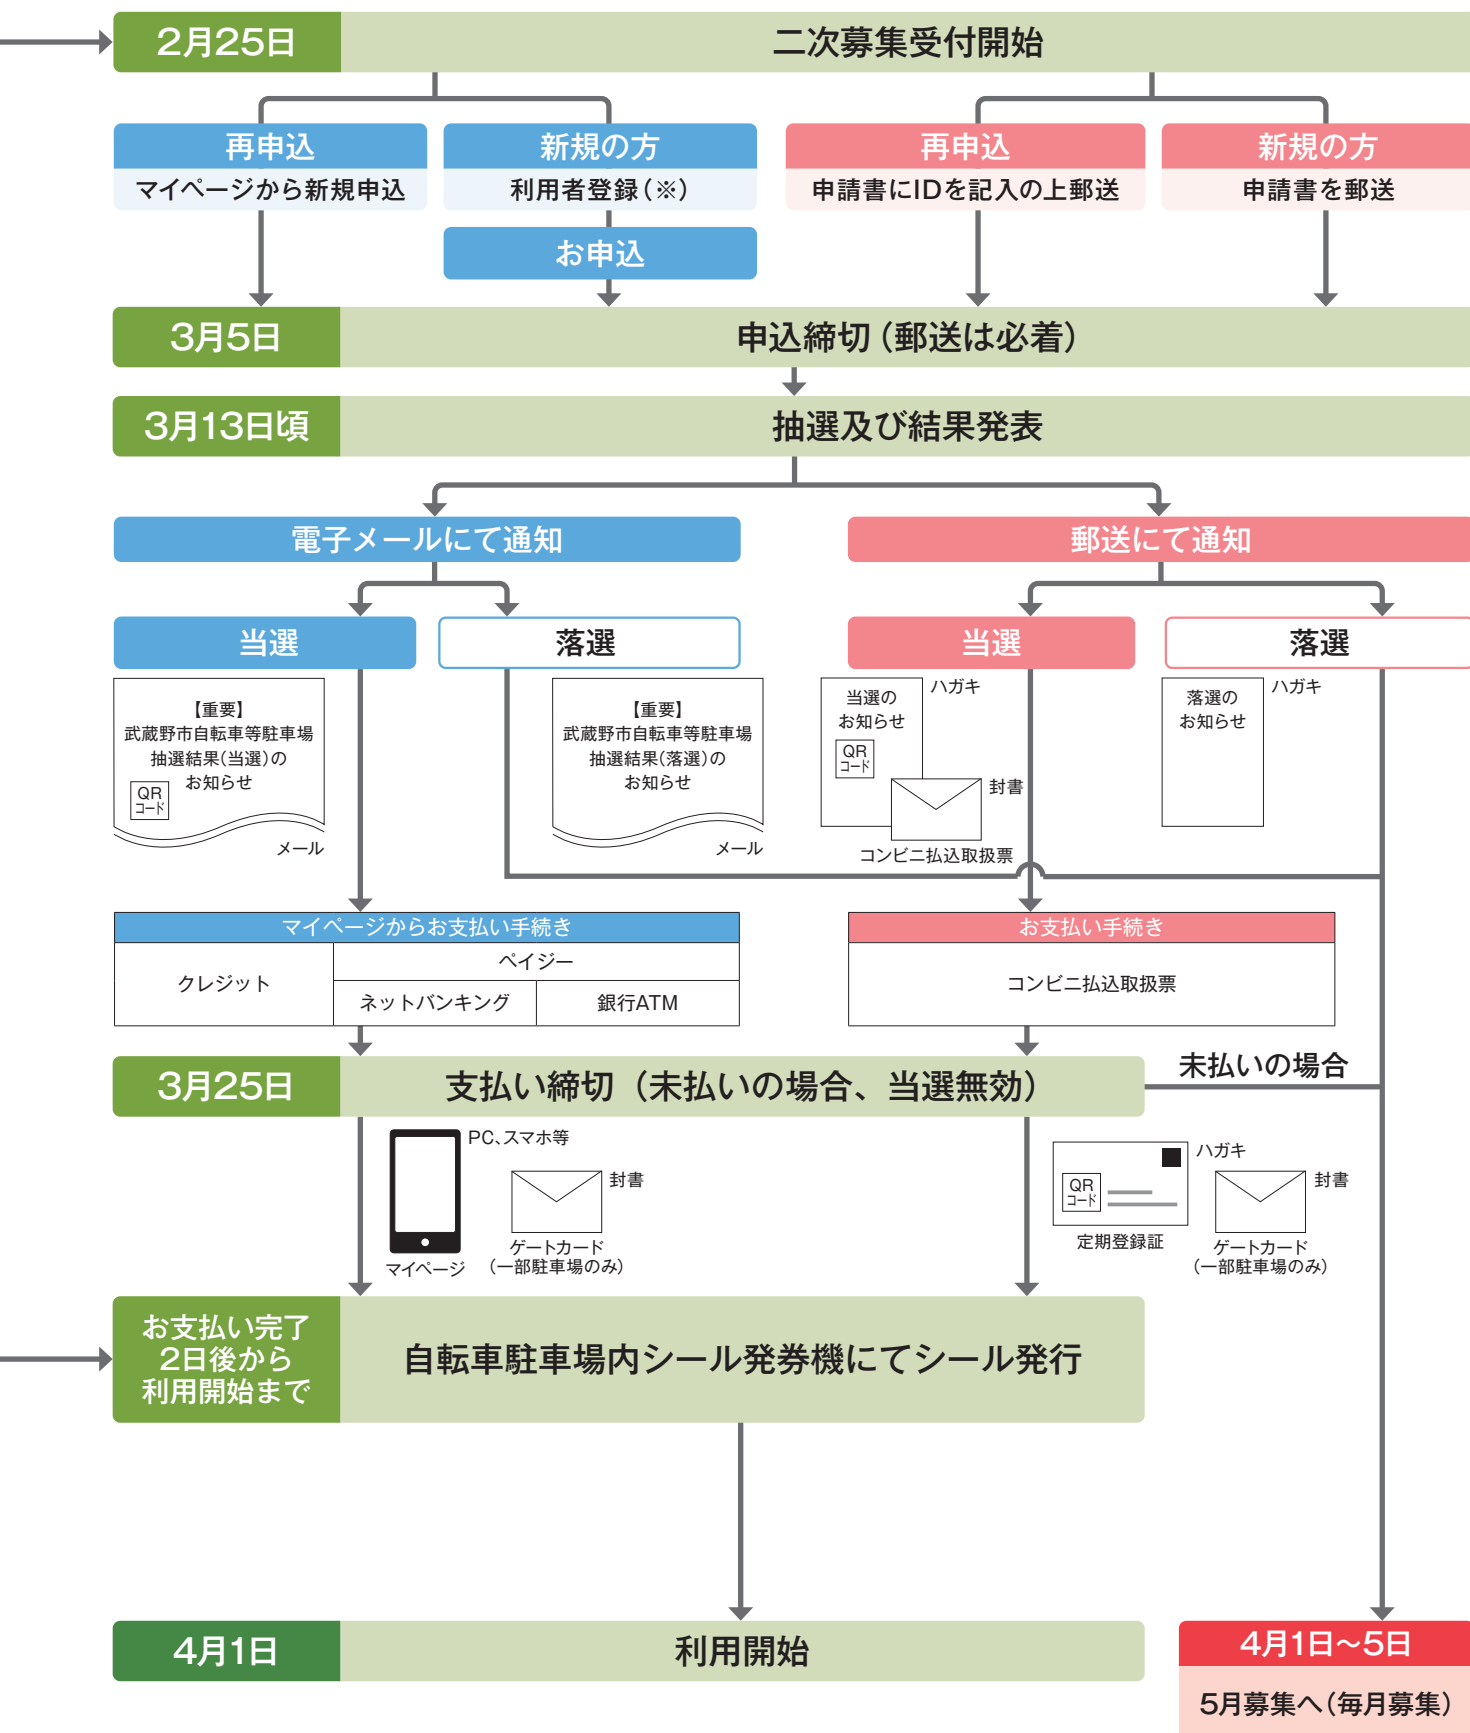 2月25日
二次募集受付開始
再申込
マイページから新規申込
新規の方
利用者登録（※）
お申込
再申込
申請書にIDを記入の上郵送
新規の方
申請書を郵送
3月5日
申込締切（郵送は必着）
3月13日頃
抽選及び結果発表
電子メールにて通知
郵送にて通知
当選
落選
当選
落選
【重要】
武蔵野市自転車等駐車場
抽選結果（当選）の
お知らせ
QR
コード
メール
【重要】
武蔵野市自転車等駐車場
抽選結果（落選）の
お知らせ
メール
当選の
お知らせ
QR
コード
ハガキ
封書
コンビニ払込取扱票
落選の
お知らせ
ハガキ
マイページからお支払い手続き
クレジット
ペイジー
ネットバンキング
銀行ATM
お支払い手続き
コンビニ払込取扱票
3月25日
支払い締切（未払いの場合、当選無効）
未払いの場合
PC、スマホ等
マイページ
封書
ゲートカード
（一部駐車場のみ）
QR
コード
ハガキ
定期登録証
封書
ゲートカード
（一部駐車場のみ）
お支払い完了
2日後から
利用開始まで
自転車駐車場内シール発券機にてシール発行
4月1日
利用開始
4月1日～5日
5月募集へ（毎月募集）